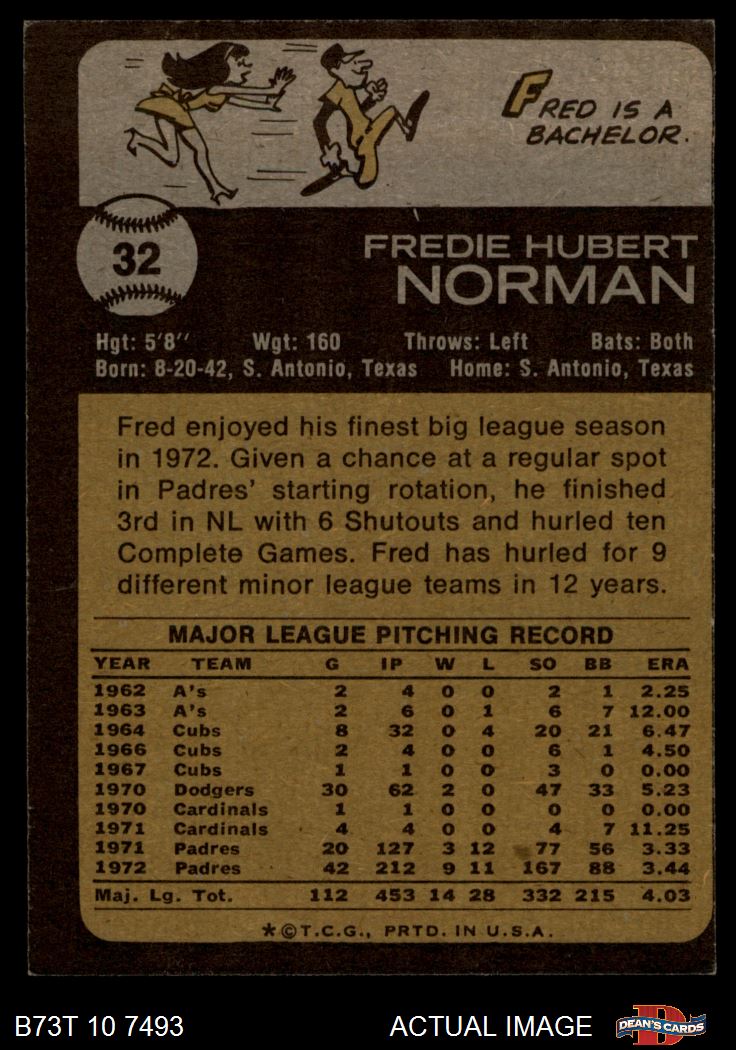 FRED IS A
BACHELOR.
32
FREDIE HUBERT
NORMAN
Hgt: 5'8" Wgt: 160 Throws: Left Bats: Both
Born: 8-20-42, S. Antonio, Texas Home: S. Antonio, Texas
Fred enjoyed his finest big league season
in 1972. Given a chance at a regular spot
in Padres' starting rotation, he finished
3rd in NL with 6 Shutouts and hurled ten
Complete Games. Fred has hurled for 9
different minor league teams in 12 years.
MAJOR LEAGUE PITCHING RECORD
YEAR TEAM G IP W L SO BB ERA
1962 A's 2 4 0 0 2 1 2.25
1963 A's 2 6 0 1 6 7 12.00
1964 Cubs 8 32 0 4 20 21 6.47
1966 Cubs 2 4 0 0 6 1 4.50
1967 Cubs 1 1 0 0 3 0 0.00
1970 Dodgers 30 62 2 0 47 33 5.23
1970 Cardinals 1 1 0 0 0 0 0.00
1971 Cardinals 4 4 0 0 4 7 11.25
1971 Padres 20 127 3 12 77 56 3.33
1972 Padres 42 212 9 11 167 88 3.44
Maj. Lg. Tot. 112 453 14 28 332 215 4.03
*©T.C.G., PRTD. IN U.S.A.
B73T 10 7493 ACTUAL IMAGE
D
DEAN'S CARDS